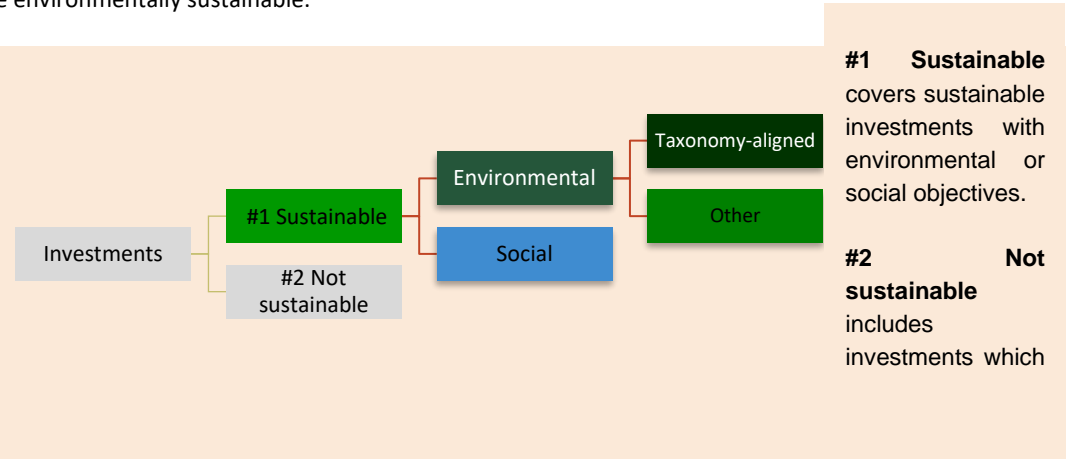 e environmentally sustainable.
Investments
#1 Sustainable
#2 Not
sustainable
Environmental
Social
Taxonomy-aligned
Other
#1 Sustainable
covers sustainable
investments with
environmental or
social objectives.
#2 Not
sustainable
includes
investments which